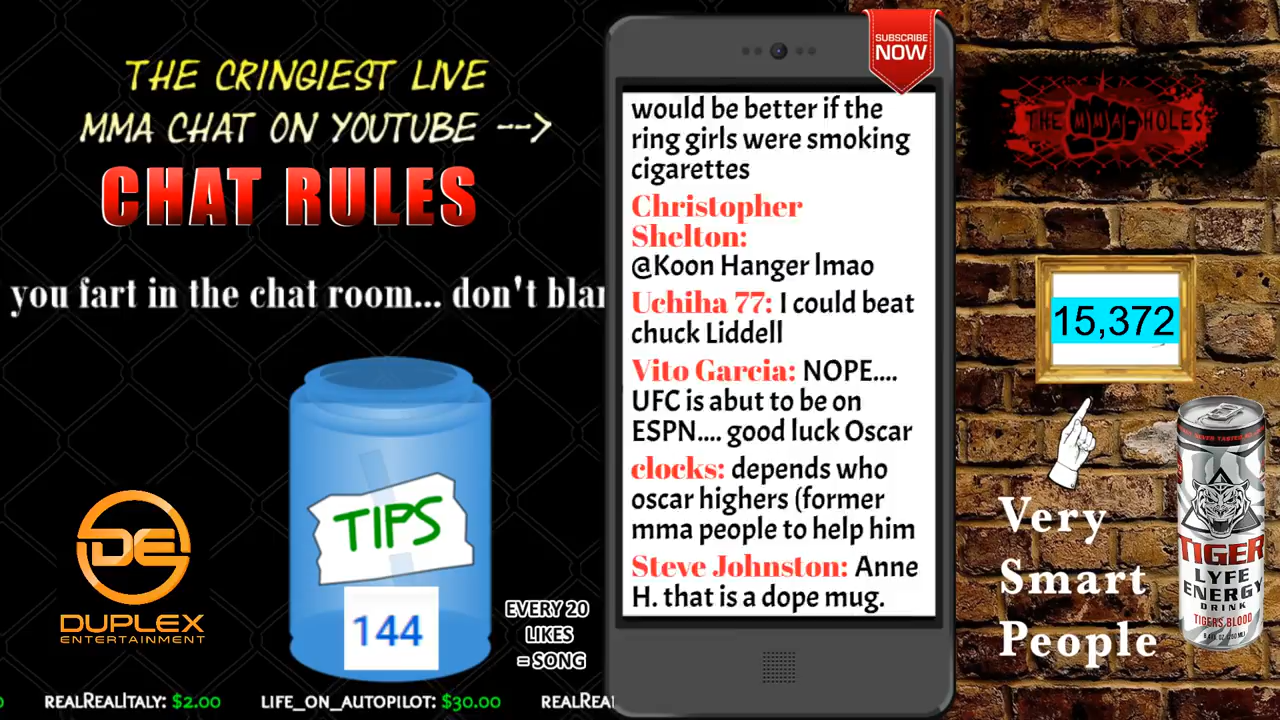 THE CRINGIEST LIVE
MMA CHAT ON YOUTUBE -->
CHAT RULES
you fart in the chat room... don't blar
TIPS
144
EVERY 20
LIKES
= SONG
DE
DUPLEX
ENTERTAINMENT
REALREALITALY: $2.00 LIFE_ON_AUTOPILOT: $30.00 REALREA
SUBSCRIBE
NOW
would be better if the
ring girls were smoking
cigarettes
Christopher
Shelton:
@Koon Hanger lmao
Uchiha 77: I could beat
chuck Liddell
Vito Garcia: NOPE....
UFC is abut to be on
ESPN.... good luck Oscar
clocks: depends who
oscar highers (former
mma people to help him
Steve Johnston: Anne
H. that is a dope mug.
THE MMA-HOLES
15,372
Very
Smart
People
TIGER
LYFE
ENERGY
DRINK
TIGERS BLOOD